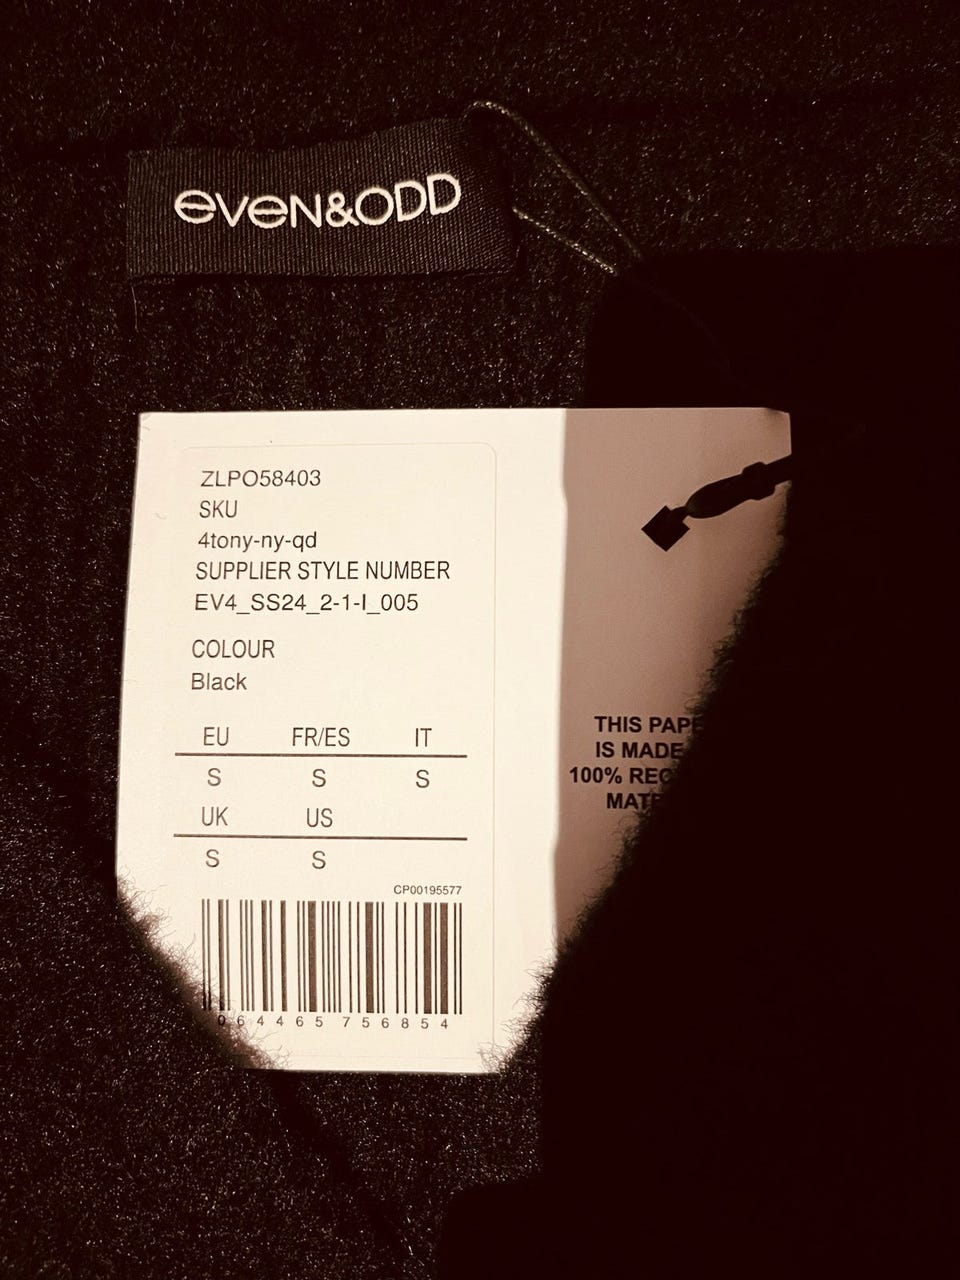 eveN&ODD
ZLPO58403
SKU
4tony-ny-qd
SUPPLIER STYLE NUMBER
EV4_SS24_2-1-I_005
COLOUR
Black
EU FR/ES IT
S S S
UK US
S S
CP00195577
064465 756854
THIS PAPE
IS MADE
100% REC
MATE